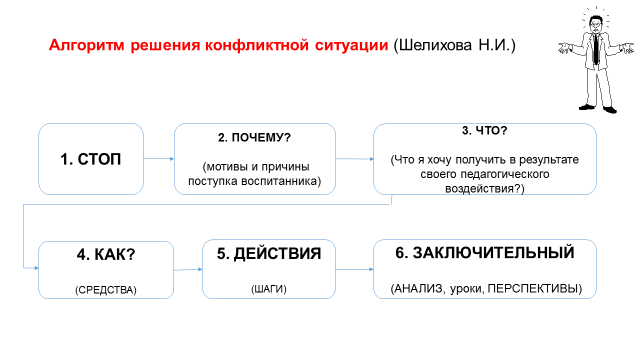 Алгоритм решения конфликтной ситуации (Шелихова Н.И.)
1. СТОП
2. ПОЧЕМУ?
(мотивы и причины
поступка воспитанника)
3. ЧТО?
(Что я хочу получить в результате
своего педагогического
воздействия?)
4. КАК?
(СРЕДСТВА)
5. ДЕЙСТВИЯ
(ШАГИ)
6. ЗАКЛЮЧИТЕЛЬНЫЙ
(АНАЛИЗ, уроки, ПЕРСПЕКТИВЫ)